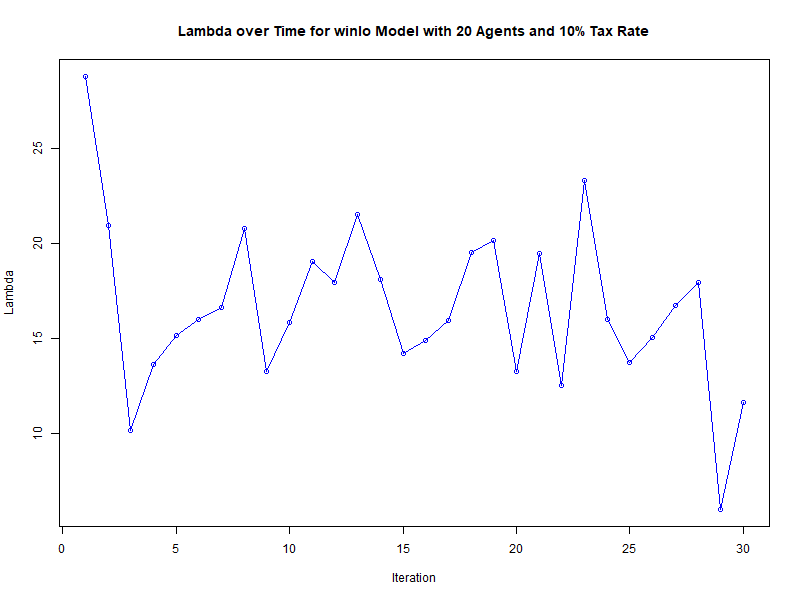 Lambda over Time for winlo Model with 20 Agents and 10% Tax Rate
25
20
15
10
Lambda
0 5 10 15 20 25 30
Iteration